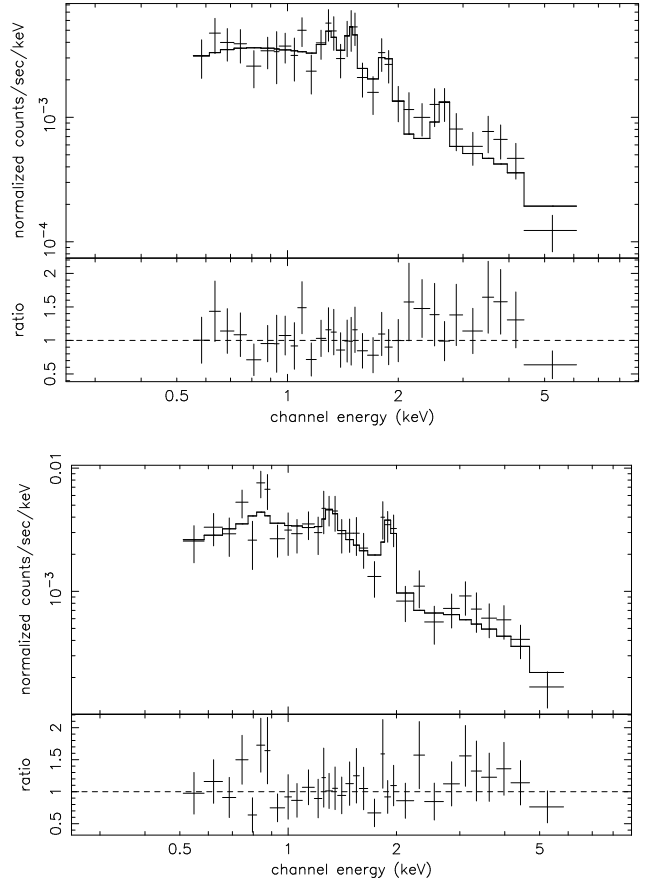 normalized counts/sec/keV
10⁻³
10⁻⁴
ratio
2
1.5
1
0.5
0.5 1 2 5
channel energy (keV)
normalized counts/sec/keV
0.01
10⁻³
ratio
2
1.5
1
0.5
0.5 1 2 5
channel energy (keV)